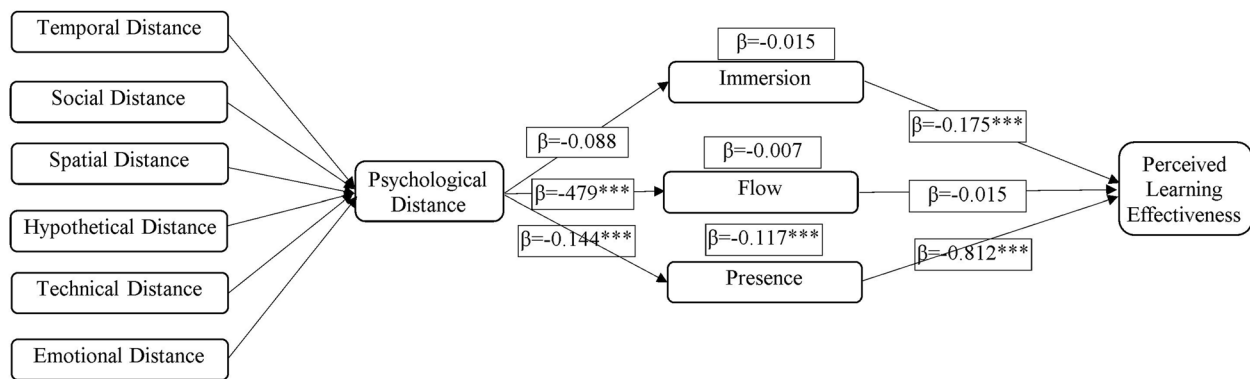 Temporal Distance
Social Distance
Spatial Distance
Hypothetical Distance
Technical Distance
Emotional Distance
Psychological
Distance
β=-0.088
β=-479***
β=-0.144***
β=-0.015
Immersion
β=-0.007
Flow
β=-0.117***
Presence
β=-0.175***
β=-0.015
β=-0.812***
Perceived
Learning
Effectiveness